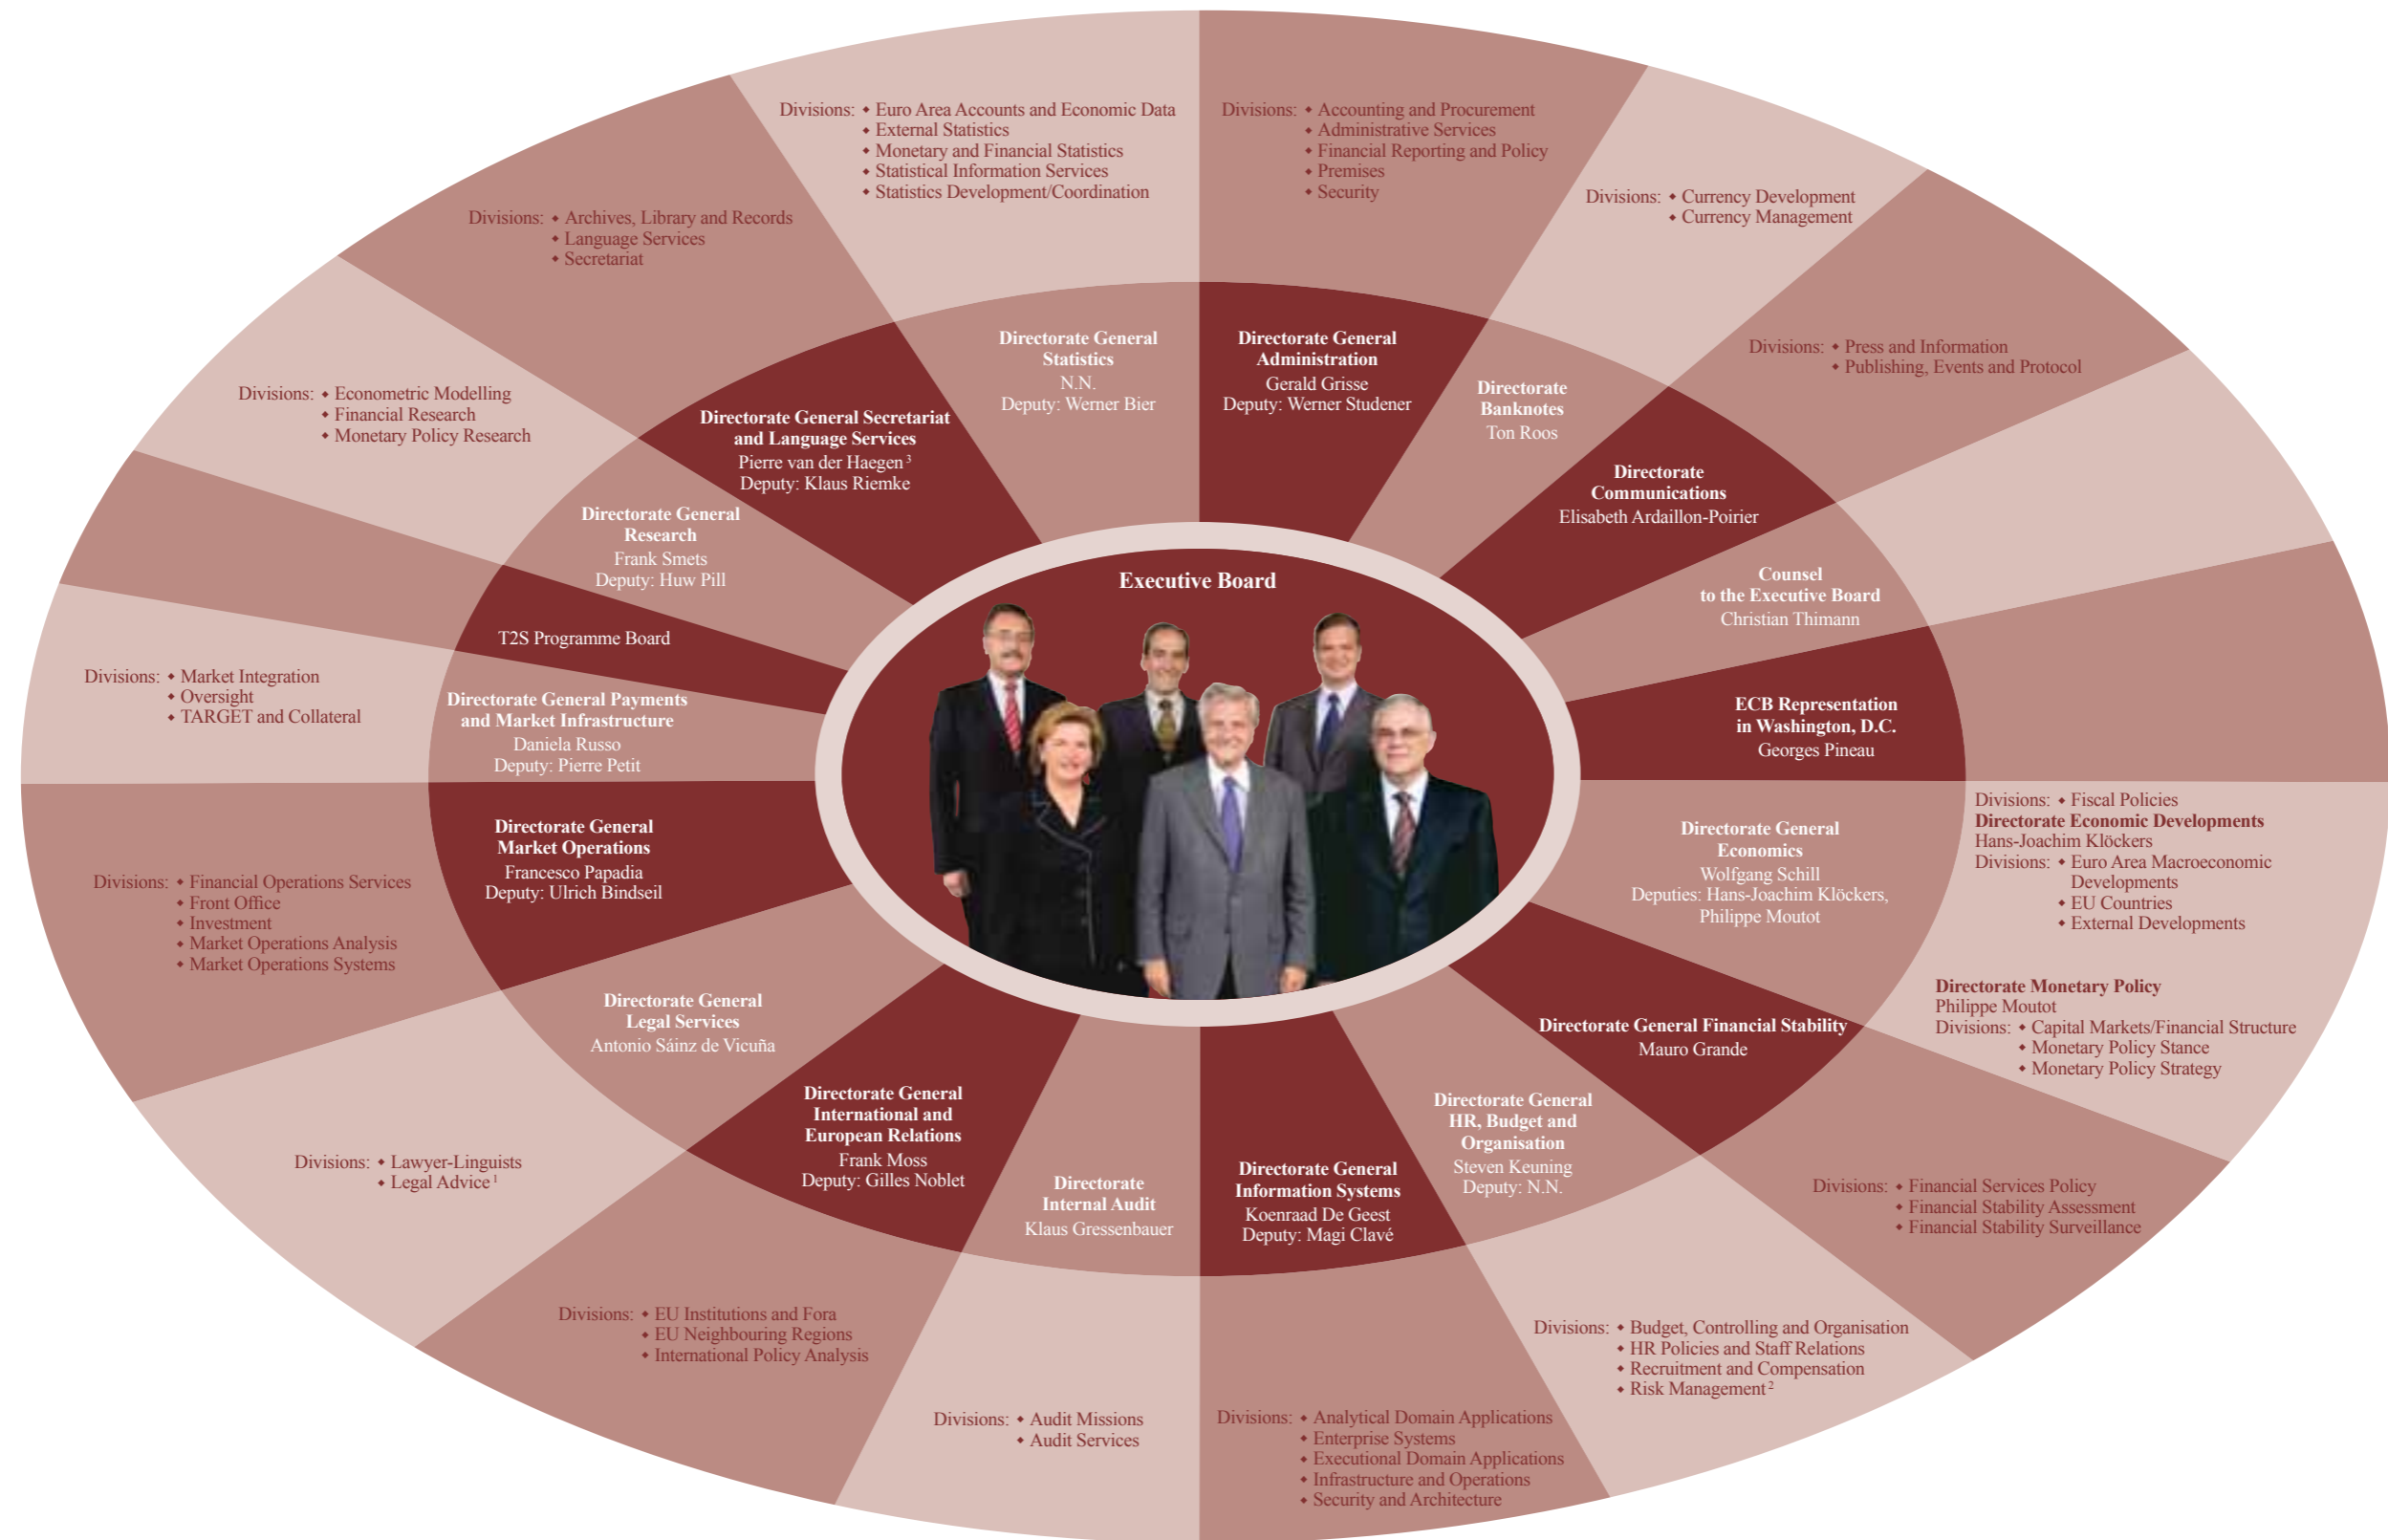 Executive Board
Directorate General
Administration
Gerald Grisse
Deputy: Werner Studener
Divisions: ◆ Accounting and Procurement
◆ Administrative Services
◆ Financial Reporting and Policy
◆ Premises
◆ Security
Directorate
Banknotes
Ton Roos
Divisions: ◆ Currency Development
◆ Currency Management
Directorate
Communications
Elisabeth Ardaillon-Poirier
Divisions: ◆ Press and Information
◆ Publishing, Events and Protocol
Counsel
to the Executive Board
Christian Thimann
ECB Representation
in Washington, D.C.
Georges Pineau
Directorate General
Economics
Wolfgang Schill
Deputies: Hans-Joachim Klöckers,
Philippe Moutot
Divisions: ◆ Fiscal Policies
Directorate Economic Developments
Hans-Joachim Klöckers
Divisions: ◆ Euro Area Macroeconomic
Developments
◆ EU Countries
◆ External Developments
Directorate Monetary Policy
Philippe Moutot
Divisions: ◆ Capital Markets/Financial Structure
◆ Monetary Policy Stance
◆ Monetary Policy Strategy
Directorate General Financial Stability
Mauro Grande
Divisions: ◆ Financial Services Policy
◆ Financial Stability Assessment
◆ Financial Stability Surveillance
Directorate General
HR, Budget and
Organisation
Steven Keuning
Deputy: N.N.
Divisions: ◆ Budget, Controlling and Organisation
◆ HR Policies and Staff Relations
◆ Recruitment and Compensation
◆ Risk Management ²
Directorate General
Information Systems
Koenraad De Geest
Deputy: Magi Clavé
Divisions: ◆ Analytical Domain Applications
◆ Enterprise Systems
◆ Executional Domain Applications
◆ Infrastructure and Operations
◆ Security and Architecture
Directorate
Internal Audit
Klaus Gressenbauer
Divisions: ◆ Audit Missions
◆ Audit Services
Directorate General
International and
European Relations
Frank Moss
Deputy: Gilles Noblet
Divisions: ◆ EU Institutions and Fora
◆ EU Neighbouring Regions
◆ International Policy Analysis
Directorate General
Legal Services
Antonio Sáinz de Vicuña
Divisions: ◆ Lawyer-Linguists
◆ Legal Advice ¹
Directorate General
Market Operations
Francesco Papadia
Deputy: Ulrich Bindseil
Divisions: ◆ Financial Operations Services
◆ Front Office
◆ Investment
◆ Market Operations Analysis
◆ Market Operations Systems
Directorate General Payments
and Market Infrastructure
Daniela Russo
Deputy: Pierre Petit
Divisions: ◆ Market Integration
◆ Oversight
◆ TARGET and Collateral
T2S Programme Board
Directorate General
Research
Frank Smets
Deputy: Huw Pill
Divisions: ◆ Econometric Modelling
◆ Financial Research
◆ Monetary Policy Research
Directorate General Secretariat
and Language Services
Pierre van der Haegen ³
Deputy: Klaus Riemke
Divisions: ◆ Archives, Library and Records
◆ Language Services
◆ Secretariat
Directorate General
Statistics
N.N.
Deputy: Werner Bier
Divisions: ◆ Euro Area Accounts and Economic Data
◆ External Statistics
◆ Monetary and Financial Statistics
◆ Statistical Information Services
◆ Statistics Development/Coordination